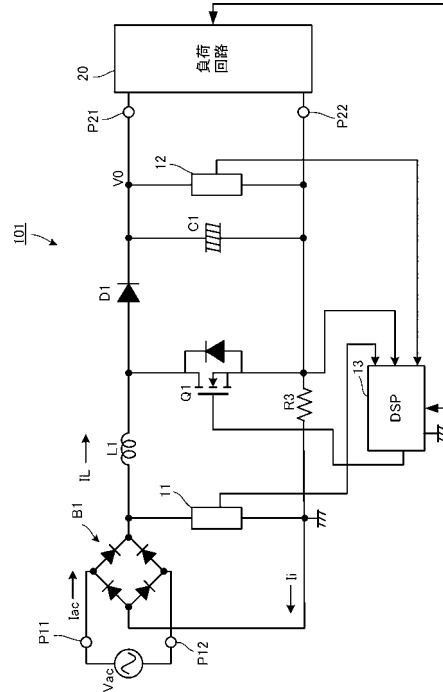 101
Vac
P11
P12
Iac
B1
IL
L1
11
Ii
Q1
R3
D1
C1
V0
12
P21
P22
20
負荷
回路
13
DSP